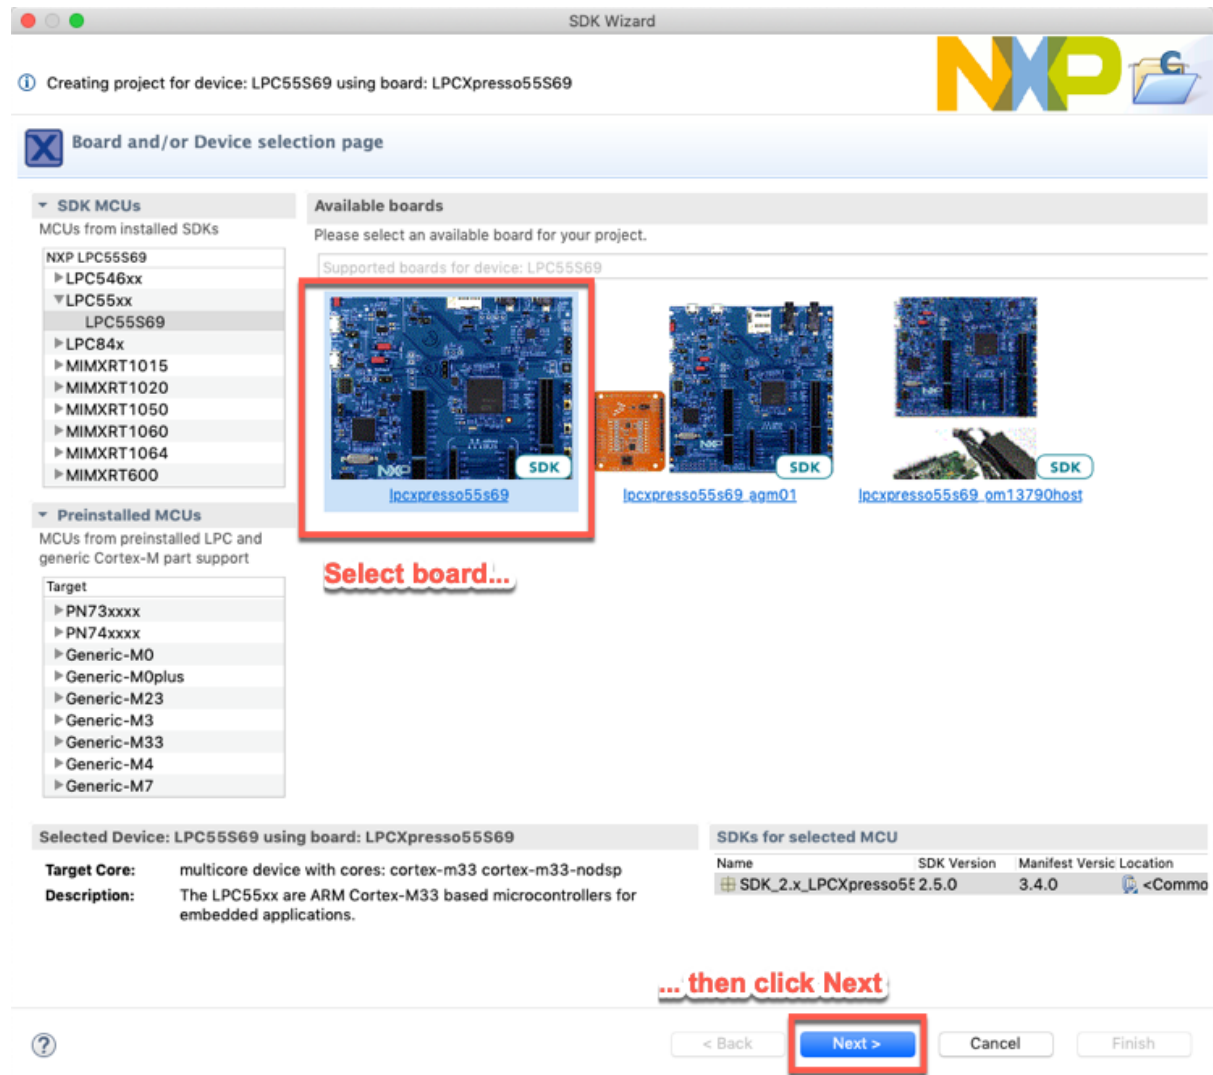 SDK Wizard
NXP
Creating project for device: LPC55S69 using board: LPCXpresso55S69
Board and/or Device selection page
SDK MCUs
MCUs from installed SDKs
NXP LPC55S69
LPC546xx
LPC55xx
LPC55S69
LPC84x
MIMXRT1015
MIMXRT1020
MIMXRT1050
MIMXRT1060
MIMXRT1064
MIMXRT600
Preinstalled MCUs
MCUs from preinstalled LPC and
generic Cortex-M part support
Target
PN73xxxx
PN74xxxx
Generic-M0
Generic-M0plus
Generic-M23
Generic-M3
Generic-M33
Generic-M4
Generic-M7
Available boards
Please select an available board for your project.
Supported boards for device: LPC55S69
NXP
SDK
lpcxpresso55s69
NXP
SDK
lpcxpresso55s69_agm01
SDK
lpcxpresso55s69_om13790host
Select board...
Selected Device: LPC55S69 using board: LPCXpresso55S69
Target Core: multicore device with cores: cortex-m33 cortex-m33-nodsp
Description: The LPC55xx are ARM Cortex-M33 based microcontrollers for
embedded applications.
SDKs for selected MCU
Name SDK Version Manifest Versic Location
SDK_2.x_LPCXpresso55 2.5.0 3.4.0 <Commo
... then click Next
? < Back Next > Cancel Finish